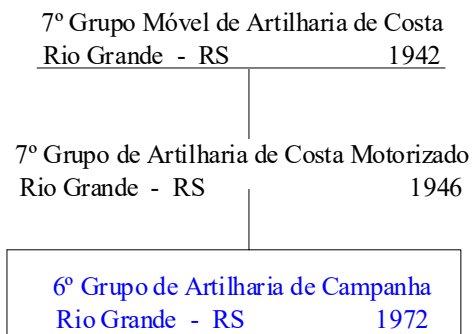 7º Grupo Móvel de Artilharia de Costa
Rio Grande - RS 1942
7º Grupo de Artilharia de Costa Motorizado
Rio Grande - RS 1946
6º Grupo de Artilharia de Campanha
Rio Grande - RS 1972